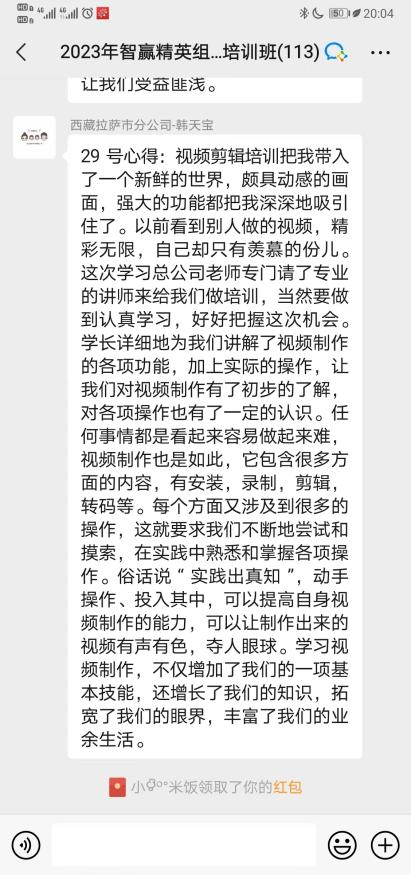 20:04
2023年智赢精英组...培训班(113)
让我们受益匪浅。
西藏拉萨市分公司-韩天宝
29 号心得：视频剪辑培训把我带入
了一个新鲜的世界，颇具动感的画
面，强大的功能都把我深深地吸引
住了。以前看到别人做的视频，精
彩无限，自己却只有羡慕的份儿。
这次学习总公司老师专门请了专业
的讲师来给我们做培训，当然要做
到认真学习，好好把握这次机会。
学长详细地为我们讲解了视频制作
的各项功能，加上实际的操作，让
我们对视频制作有了初步的了解，
对各项操作也有了一定的认识。任
何事情都是看起来容易做起来难，
视频制作也是如此，它包含很多方
面的内容，有安装，录制，剪辑，
转码等。每个方面又涉及到很多的
操作，这就要求我们不断地尝试和
摸索，在实践中熟悉和掌握各项操
作。俗话说“实践出真知”，动手
操作、投入其中，可以提高自身视
频制作的能力，可以让制作出来的
视频有声有色，夺人眼球。学习视
频制作，不仅增加了我们的一项基
本技能，还增长了我们的知识，拓
宽了我们的眼界，丰富了我们的业
余生活。
米饭领取了你的红包